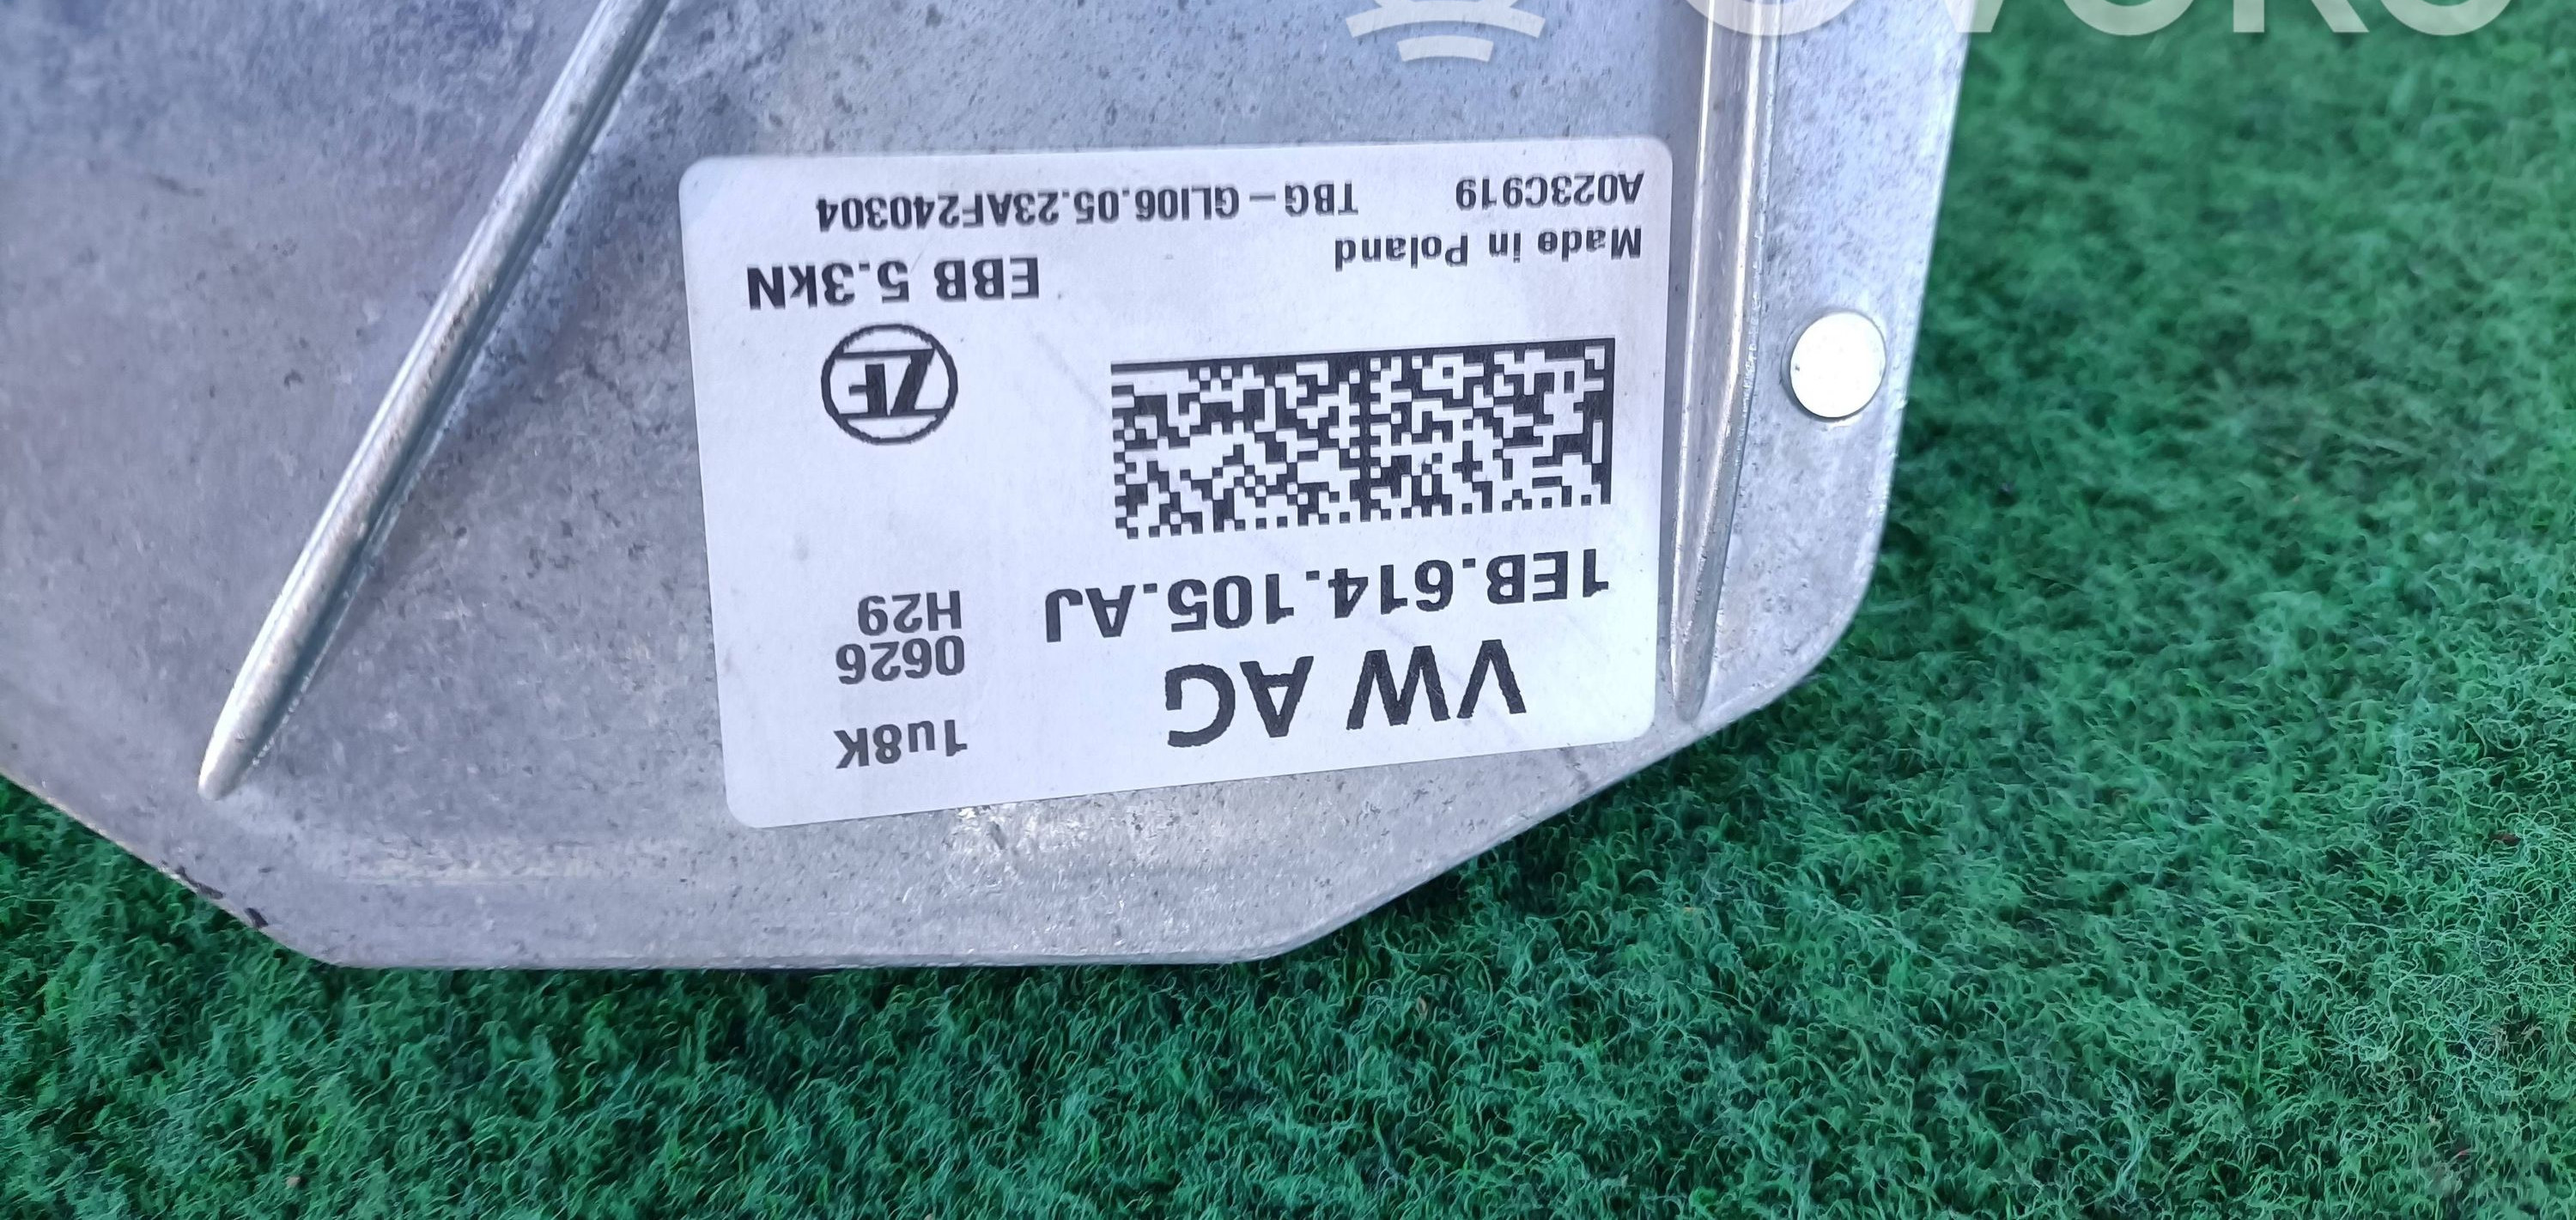 VW AG
1u8K
1EB.614.105.AJ
0626
H29
ZF
EBB 5.3kN
Made in Poland
A023C919 TBG – GLI06.05.23AF240304